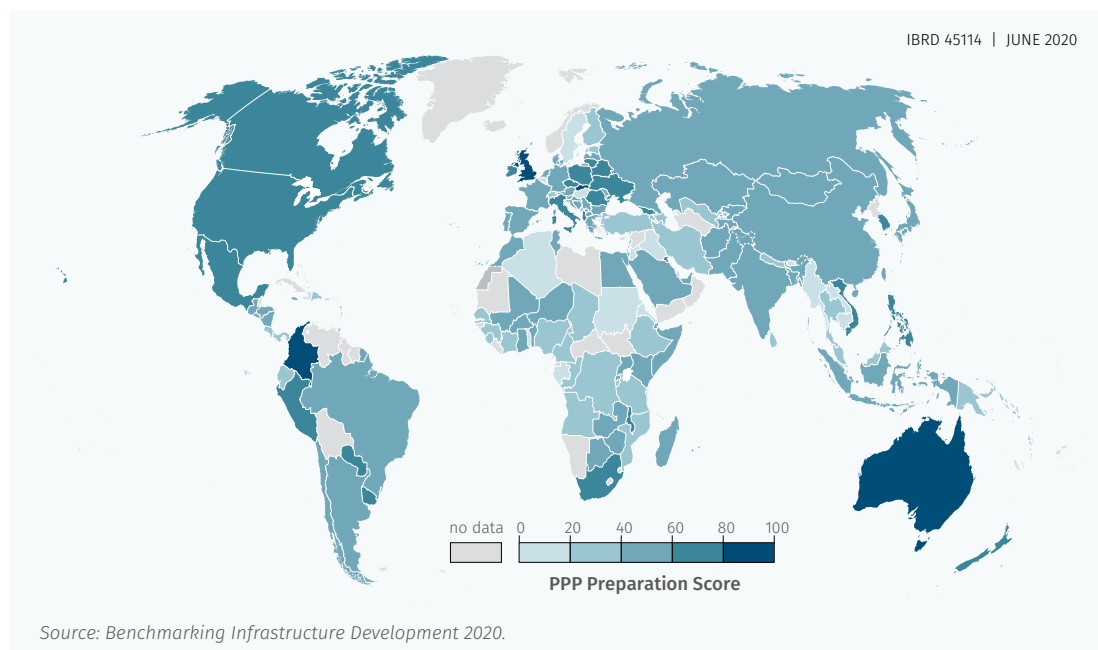 IBRD 45114 | JUNE 2020
no data 0 20 40 60 80 100
PPP Preparation Score
Source: Benchmarking Infrastructure Development 2020.